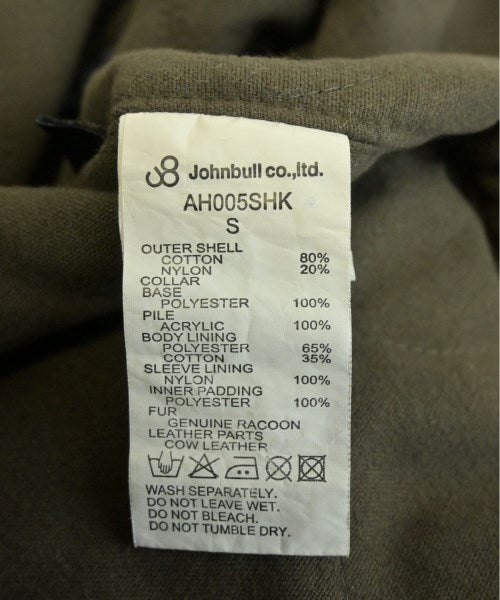 Johnbull co.,ltd.
AH005SHK
S
OUTER SHELL
COTTON 80%
NYLON 20%
COLLAR
BASE
POLYESTER 100%
PILE
ACRYLIC 100%
BODY LINING
POLYESTER 65%
COTTON 35%
SLEEVE LINING
NYLON 100%
INNER PADDING
POLYESTER 100%
FUR
GENUINE RACOON
LEATHER PARTS
COW LEATHER
WASH SEPARATELY.
DO NOT LEAVE WET.
DO NOT BLEACH.
DO NOT TUMBLE DRY.